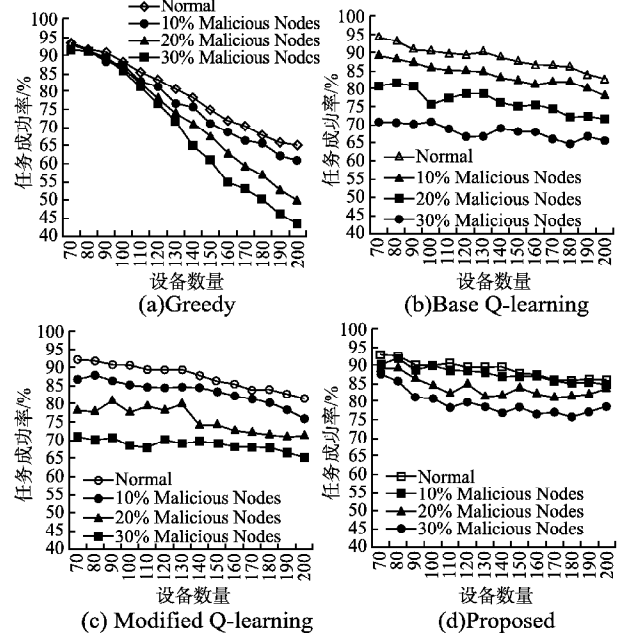 100
95
90
85
80
75
70
65
60
55
50
45
40
任务成功率/%
Normal
10% Malicious Nodes
20% Malicious Nodes
30% Malicious Nodes
70 80 90 100 110 120 130 140 150 160 170 180 190 200
设备数量
(a)Greedy
100
95
90
85
80
75
70
65
60
55
50
45
40
任务成功率/%
Normal
10% Malicious Nodes
20% Malicious Nodes
30% Malicious Nodes
70 80 90 100 110 120 130 140 150 160 170 180 190 200
设备数量
(b)Base Q-learning
100
95
90
85
80
75
70
65
60
55
50
45
40
任务成功率/%
Normal
10% Malicious Nodes
20% Malicious Nodes
30% Malicious Nodes
70 80 90 100 110 120 130 140 150 160 170 180 190 200
设备数量
(c) Modified Q-learning
100
95
90
85
80
75
70
65
60
55
50
45
40
任务成功率/%
Normal
10% Malicious Nodes
20% Malicious Nodes
30% Malicious Nodes
70 80 90 100 110 120 130 140 150 160 170 180 190 200
设备数量
(d)Proposed